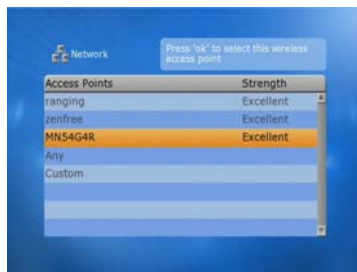 Network
Press 'ok' to select this wireless
access point
Access Points Strength
ranging Excellent
zenfree Excellent
MN54G4R Excellent
Any
Custom